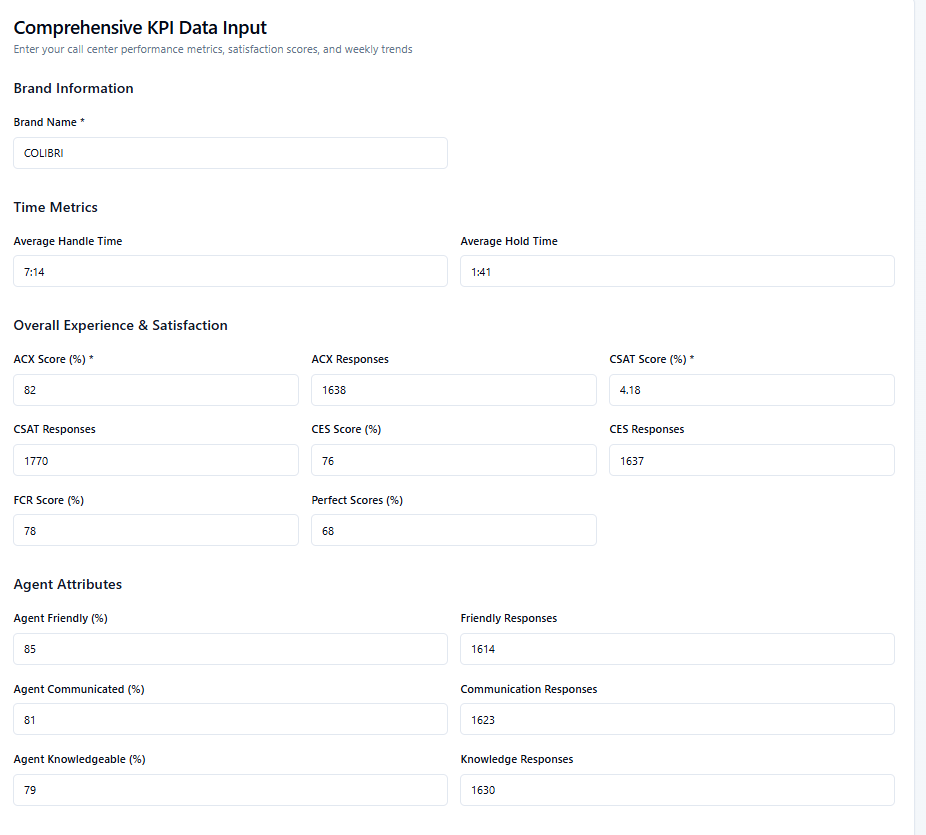 Comprehensive KPI Data Input
Enter your call center performance metrics, satisfaction scores, and weekly trends
Brand Information
Brand Name *
COLIBRI
Time Metrics
Average Handle Time
Average Hold Time
7:14
1:41
Overall Experience & Satisfaction
ACX Score (%) *
ACX Responses
CSAT Score (%) *
82
1638
4.18
CSAT Responses
CES Score (%)
CES Responses
1770
76
1637
FCR Score (%)
Perfect Scores (%)
78
68
Agent Attributes
Agent Friendly (%)
Friendly Responses
85
1614
Agent Communicated (%)
Communication Responses
81
1623
Agent Knowledgeable (%)
Knowledge Responses
79
1630